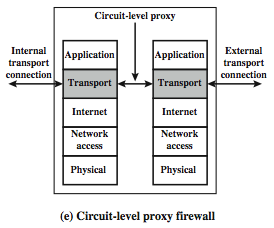 Circuit-level proxy
Internal
transport
connection
External
transport
connection
Application
Transport
Internet
Network
access
Physical
Application
Transport
Internet
Network
access
Physical
(e) Circuit-level proxy firewall